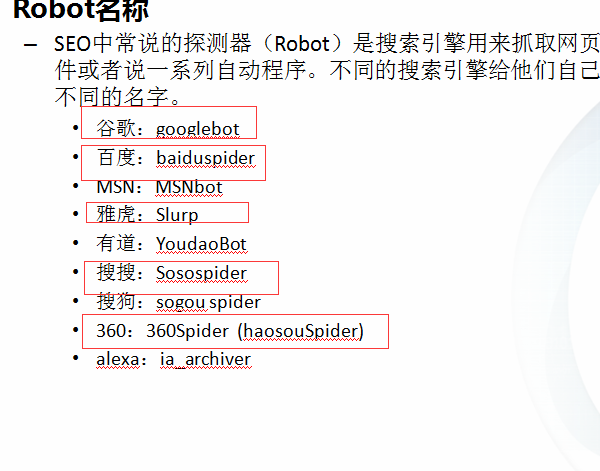 Robot名称
– SEO中常说的探测器（Robot）是搜索引擎用来抓取网页
件或者说一系列自动程序。不同的搜索引擎给他们自己
不同的名字。
• 谷歌：googlebot
• 百度：baiduspider
• MSN：MSNbot
• 雅虎：Slurp
• 有道：YoudaoBot
• 搜搜：Sosospider
• 搜狗：sogou spider
• 360：360Spider（haosouSpider)
• alexa：ia_archiver